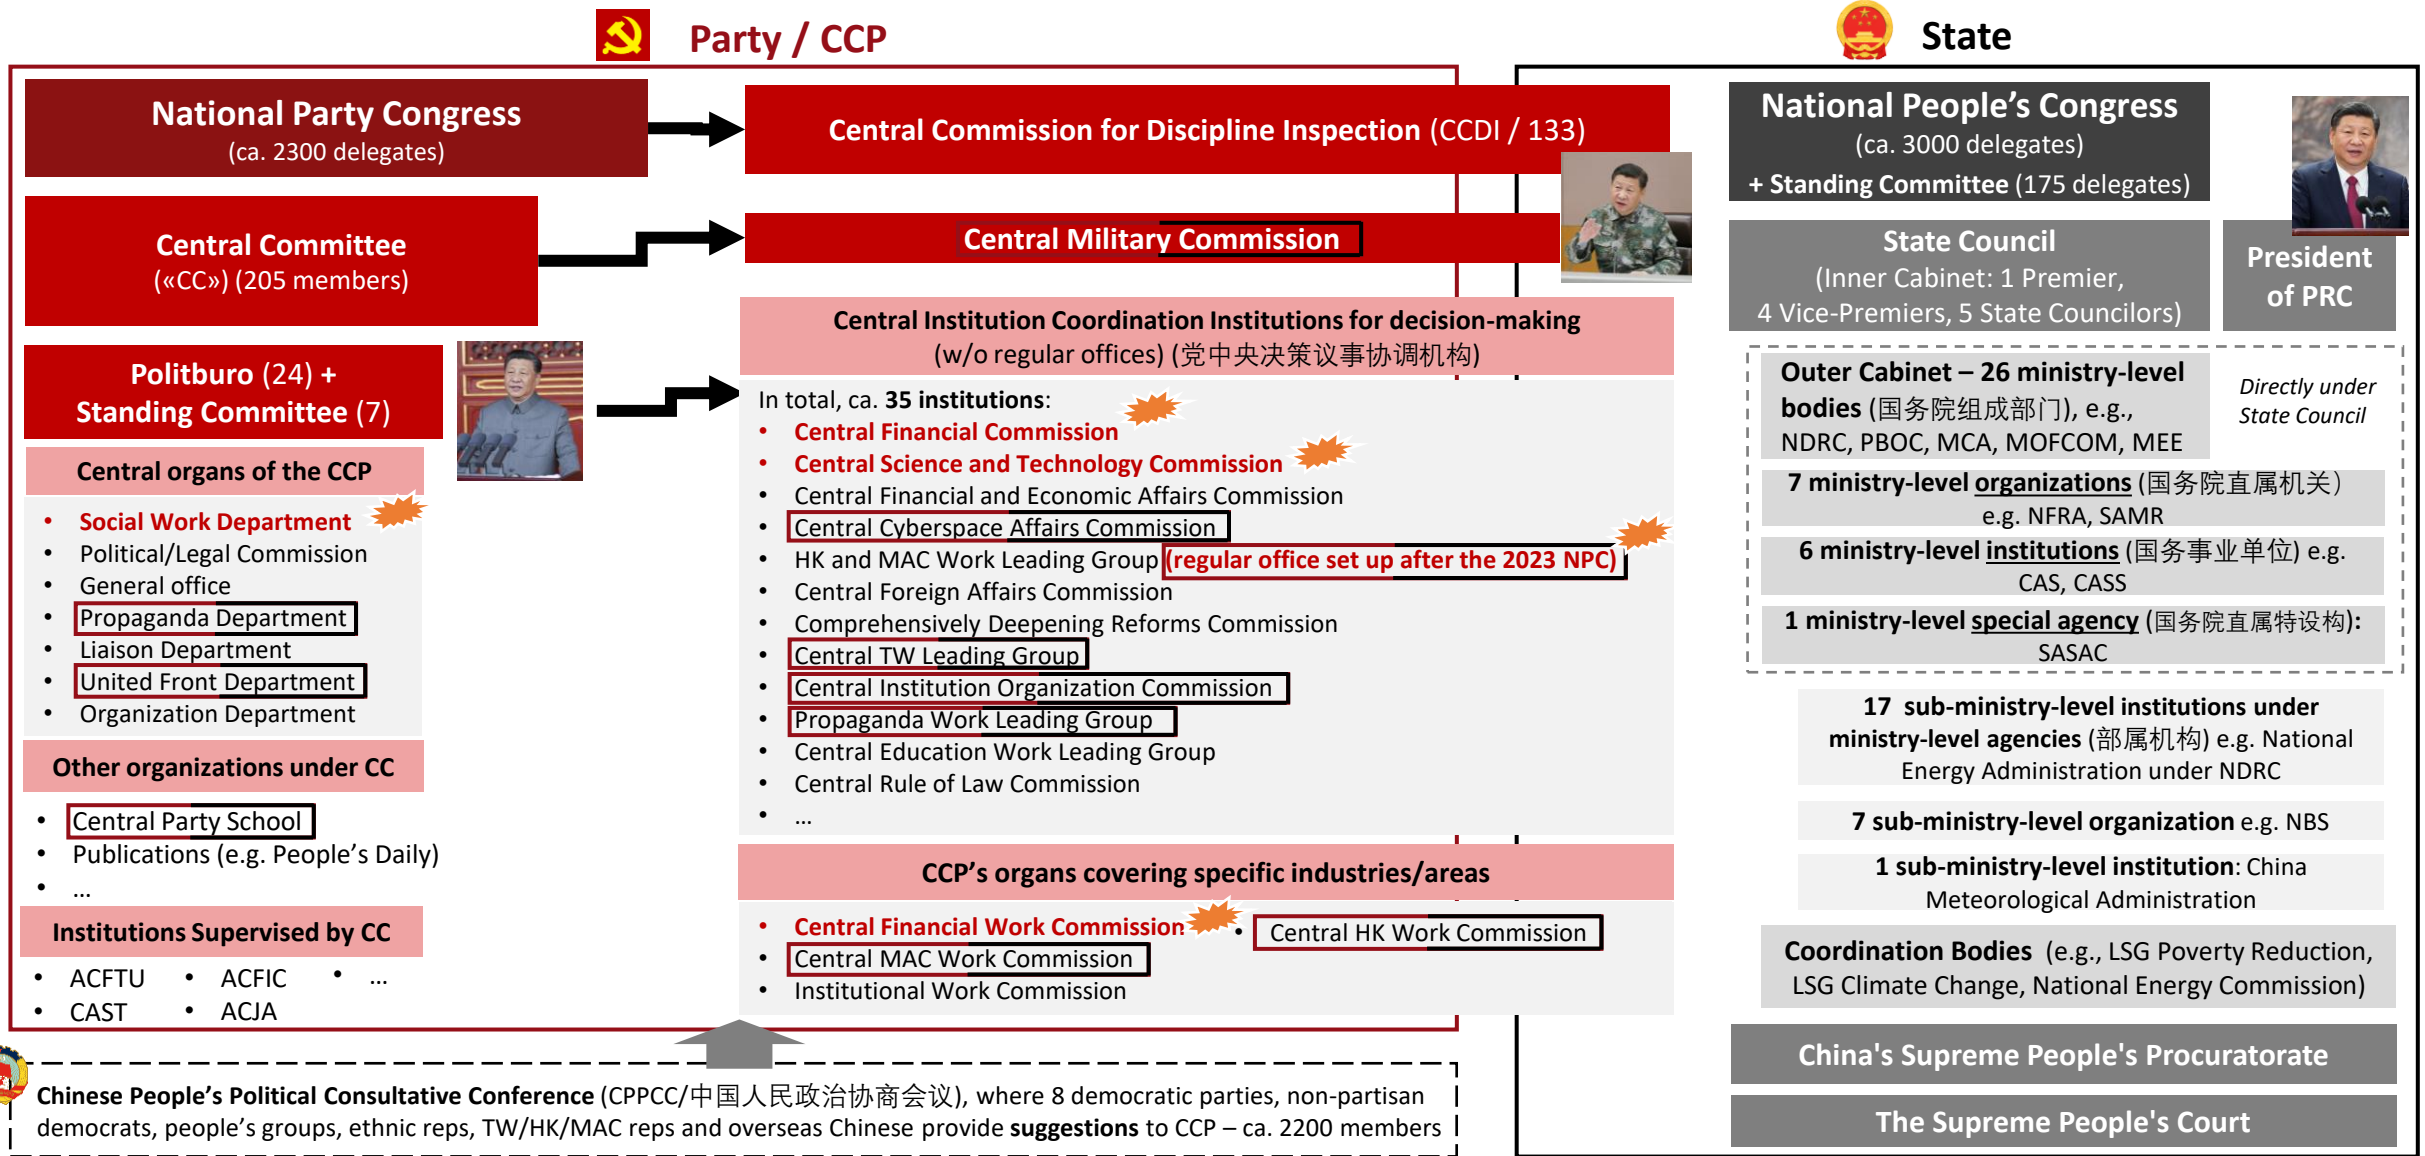 Party / CCP
National Party Congress
(ca. 2300 delegates)
Central Committee
(«CC») (205 members)
Politburo (24) +
Standing Committee (7)
Central organs of the CCP
• Social Work Department
• Political/Legal Commission
• General office
• Propaganda Department
• Liaison Department
• United Front Department
• Organization Department
Other organizations under CC
• Central Party School
• Publications (e.g. People's Daily)
• ...
Institutions Supervised by CC
• ACFTU • ACFIC • ...
• CAST • ACJA
Central Commission for Discipline Inspection (CCDI / 133)
Central Military Commission
Central Institution Coordination Institutions for decision-making
(w/o regular offices) (党中央决策议事协调机构)
In total, ca. 35 institutions:
• Central Financial Commission
• Central Science and Technology Commission
• Central Financial and Economic Affairs Commission
• Central Cyberspace Affairs Commission
• HK and MAC Work Leading Group (regular office set up after the 2023 NPC)
• Central Foreign Affairs Commission
• Comprehensively Deepening Reforms Commission
• Central TW Leading Group
• Central Institution Organization Commission
• Propaganda Work Leading Group
• Central Education Work Leading Group
• Central Rule of Law Commission
• ...
CCP's organs covering specific industries/areas
• Central Financial Work Commission • Central HK Work Commission
• Central MAC Work Commission
• Institutional Work Commission
Chinese People's Political Consultative Conference (CPPCC/中国人民政治协商会议), where 8 democratic parties, non-partisan
democrats, people's groups, ethnic reps, TW/HK/MAC reps and overseas Chinese provide suggestions to CCP – ca. 2200 members
State
National People's Congress
(ca. 3000 delegates)
+ Standing Committee (175 delegates)
State Council
(Inner Cabinet: 1 Premier,
4 Vice-Premiers, 5 State Councilors)
President
of PRC
Outer Cabinet – 26 ministry-level
bodies (国务院组成部门), e.g.,
NDRC, PBOC, MCA, MOFCOM, MEE
Directly under
State Council
7 ministry-level organizations (国务院直属机关）
e.g. NFRA, SAMR
6 ministry-level institutions (国务事业单位) e.g.
CAS, CASS
1 ministry-level special agency (国务院直属特设构):
SASAC
17 sub-ministry-level institutions under
ministry-level agencies (部属机构) e.g. National
Energy Administration under NDRC
7 sub-ministry-level organization e.g. NBS
1 sub-ministry-level institution: China
Meteorological Administration
Coordination Bodies (e.g., LSG Poverty Reduction,
LSG Climate Change, National Energy Commission)
China's Supreme People's Procuratorate
The Supreme People's Court